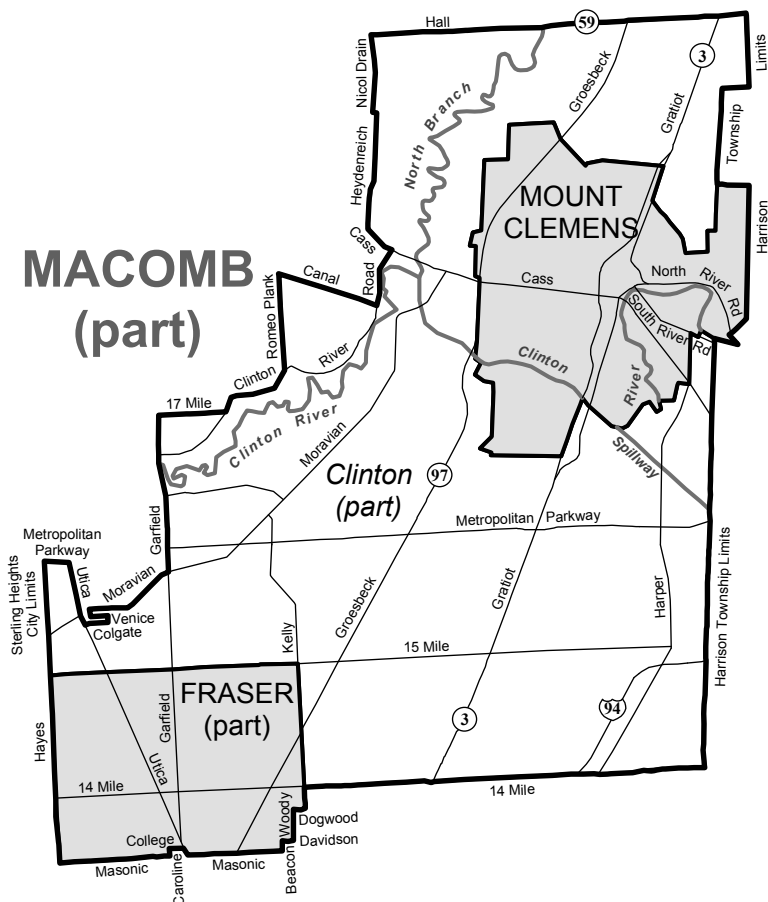 Hall
59
3
Limits
Nicol Drain
North Branch
Groesbeck
Gratiot
Township
Heydenreich
MOUNT
CLEMENS
Harrison
Cass
MACOMB
(part)
Canal
Road
Cass
North
River
Rd
Romeo Plank
South River Rd
River
Clinton
Clinton
River
17 Mile
Clinton River
Moravian
Spillway
Clinton
(part)
97
Metropolitan Parkway
Garfield
Metropolitan
Parkway
Sterling Heights
City Limits
Utica
Moravian
Venice
Colgate
Groesbeck
Gratiot
Harper
Harrison Township Limits
Kelly
15 Mile
FRASER
(part)
Garfield
Hayes
Utica
3
94
14 Mile
14 Mile
Woody
Dogwood
College
Davidson
Masonic
Caroline
Masonic
Beacon